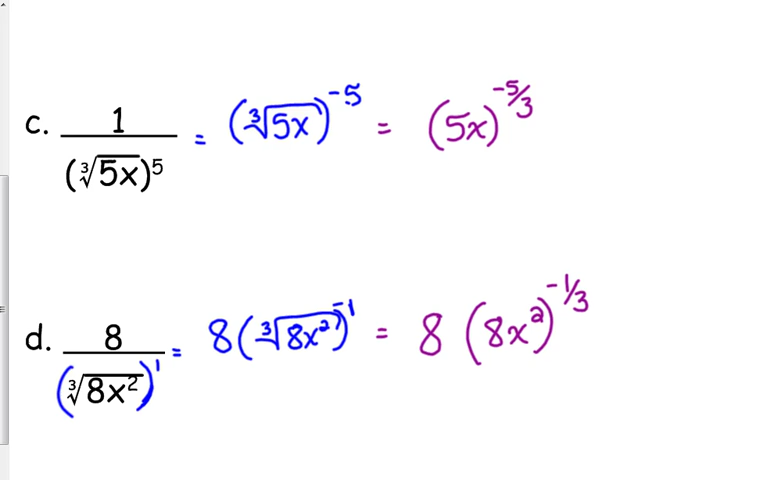 c. 1/(∛5x)⁵ = (∛5x)⁻⁵ = (5x)^(-5/3)
d. 8/(∛8x²)¹ = 8(∛8x²)⁻¹ = 8(8x²)^(-1/3)